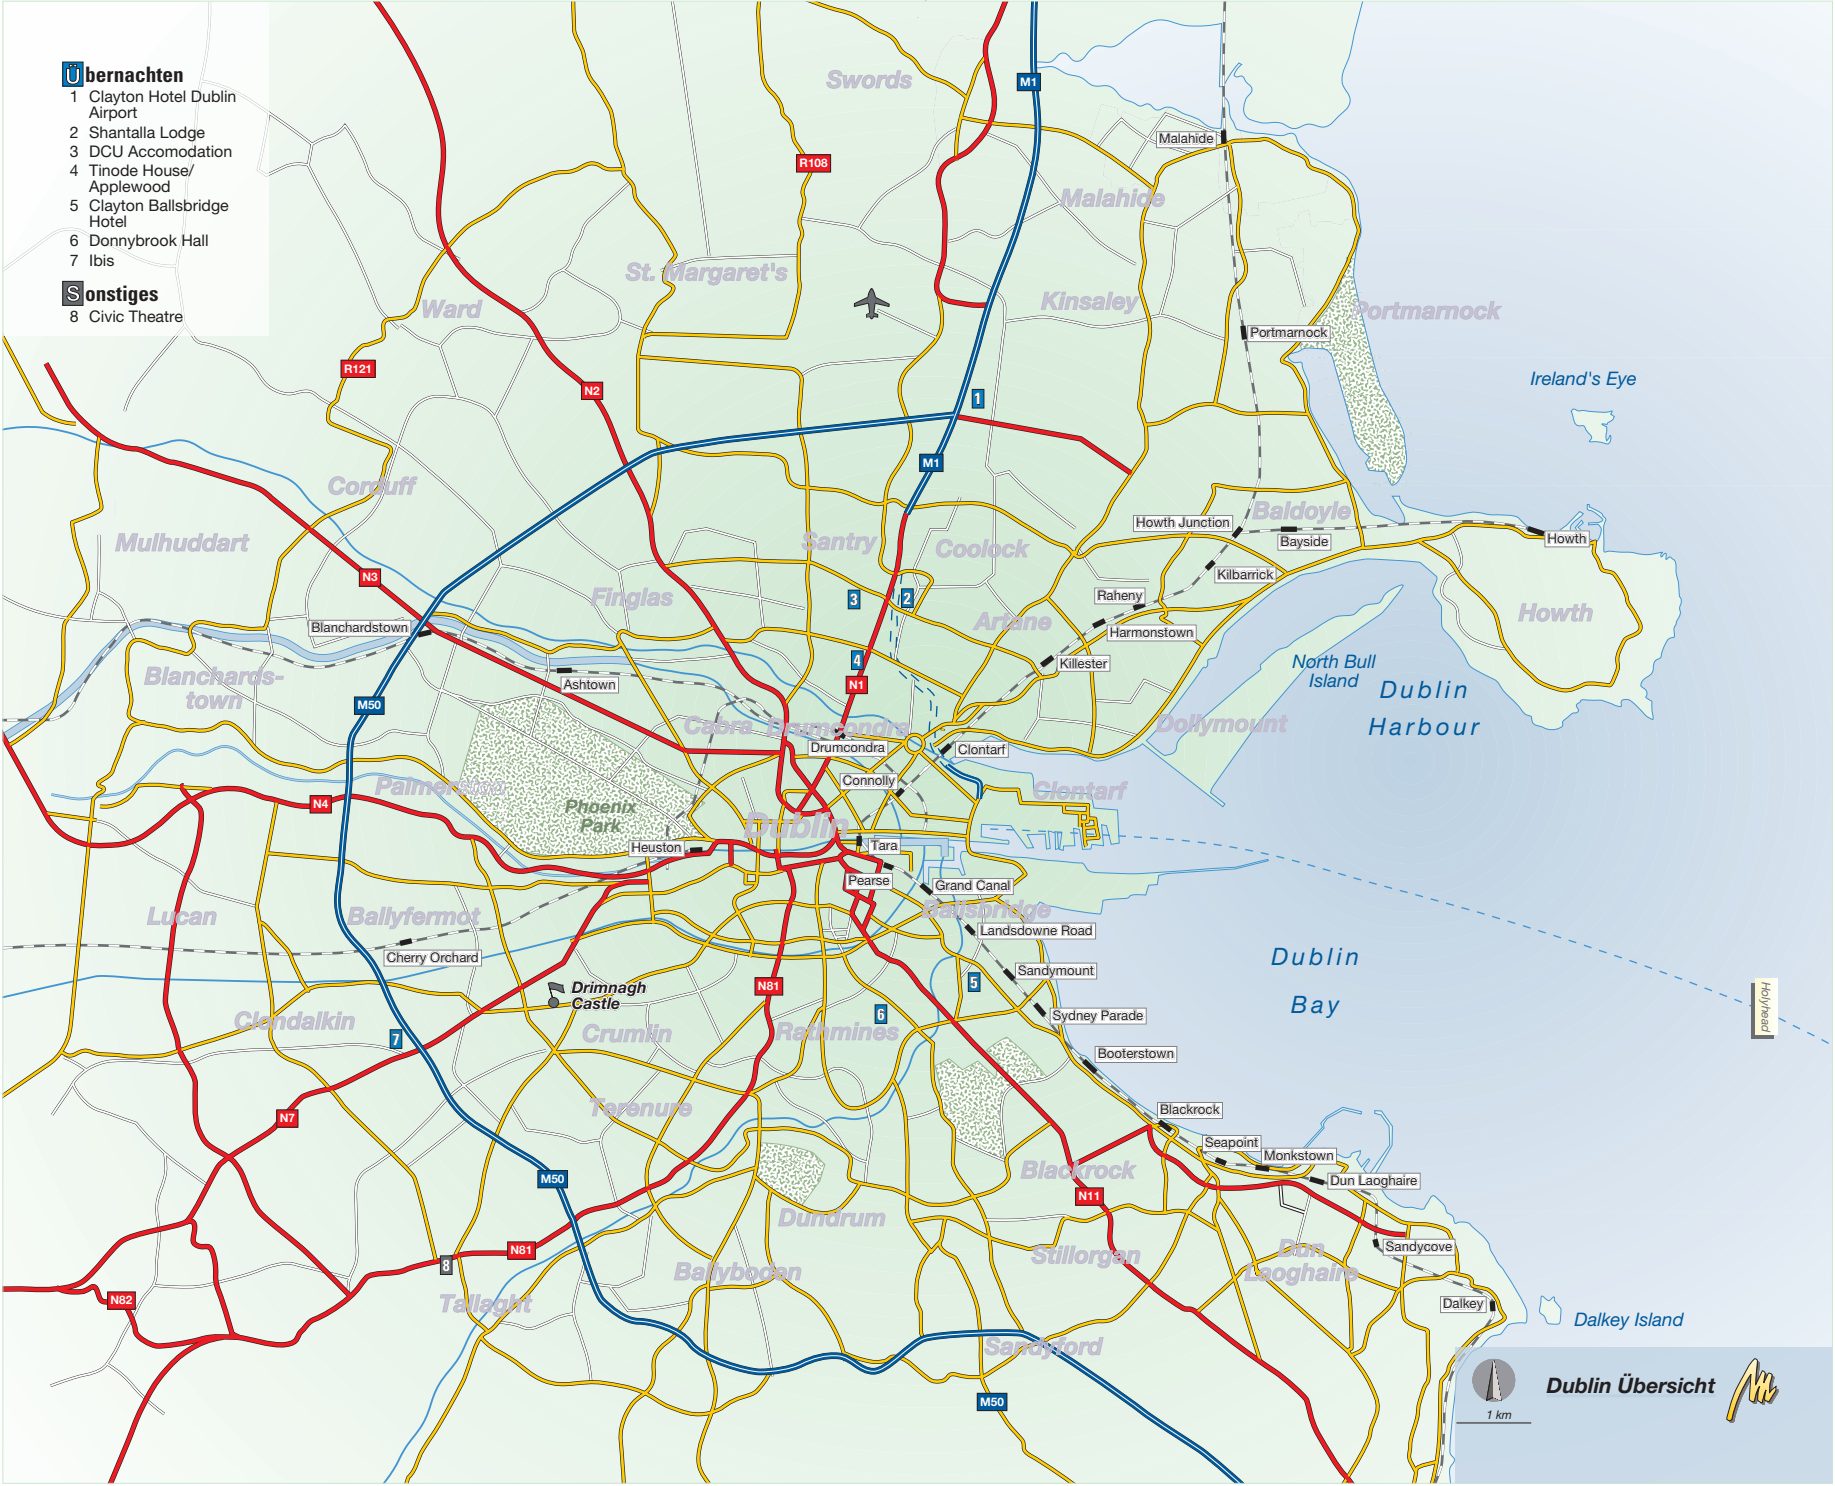 Übernachten
1 Clayton Hotel Dublin
Airport
2 Shantalla Lodge
3 DCU Accomodation
4 Tinode House/
Applewood
5 Clayton Ballsbridge
Hotel
6 Donnybrook Hall
7 Ibis
Sonstiges
8 Civic Theatre
Swords
M1
Malahide
R108
Malahide
St. Margaret's
Ward
Kinsaley
Portmarnock
Portmarnock
R121
N2
Ireland's Eye
1
M1
Corduff
Mulhuddart
Santry
Coolock
Howth Junction
Baldoyle
Bayside
Howth
N3
Finglas
3
2
Kilbarrick
Raheny
Artane
Harmonstown
Howth
Blanchardstown
4
Killester
North Bull
Island
Blanchards-
town
Ashtown
N1
Dublin
Harbour
M50
Cabra
Drumcondra
Dollymount
Drumcondra
Clontarf
Connolly
Palmerston
Clontarf
N4
Phoenix
Park
Dublin
Heuston
Tara
Pearse
Grand Canal
Ballsbridge
Lucan
Ballyfermot
Landsdowne Road
Cherry Orchard
Dublin
Bay
Sandymount
N81
5
Drimnagh
Castle
Holyhead
6
Sydney Parade
Clondalkin
Crumlin
Rathmines
7
Booterstown
N7
Terenure
Blackrock
Seapoint
Monkstown
Blackrock
M50
Dun Laoghaire
N11
Dundrum
N81
8
Stillorgan
Dun
Laoghaire
Sandycove
Ballyboden
Tallaght
N82
Dalkey
Dalkey Island
Sandyford
M50
1 km
Dublin Übersicht